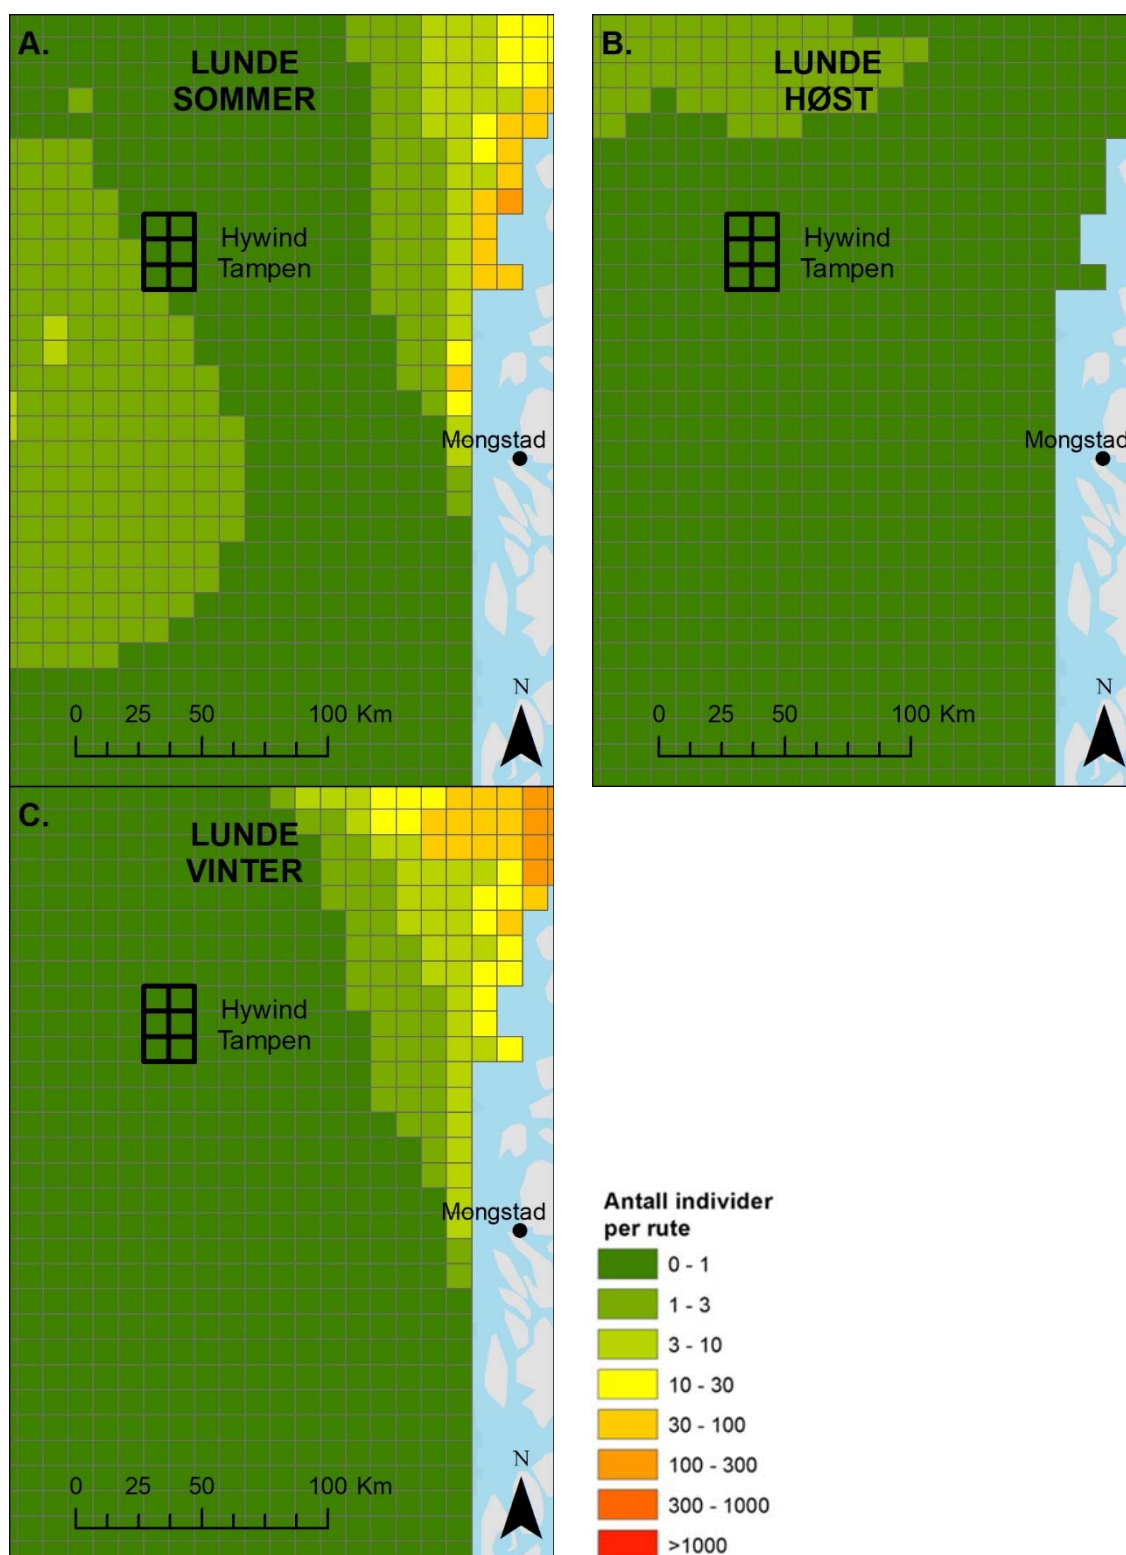 A.
LUNDE
SOMMER
Hywind
Tampen
Mongstad
N
0 25 50 100 Km
B.
LUNDE
HØST
Hywind
Tampen
Mongstad
N
0 25 50 100 Km
C.
LUNDE
VINTER
Hywind
Tampen
Mongstad
N
0 25 50 100 Km
Antall individer
per rute
0 - 1
1 - 3
3 - 10
10 - 30
30 - 100
100 - 300
300 - 1000
>1000